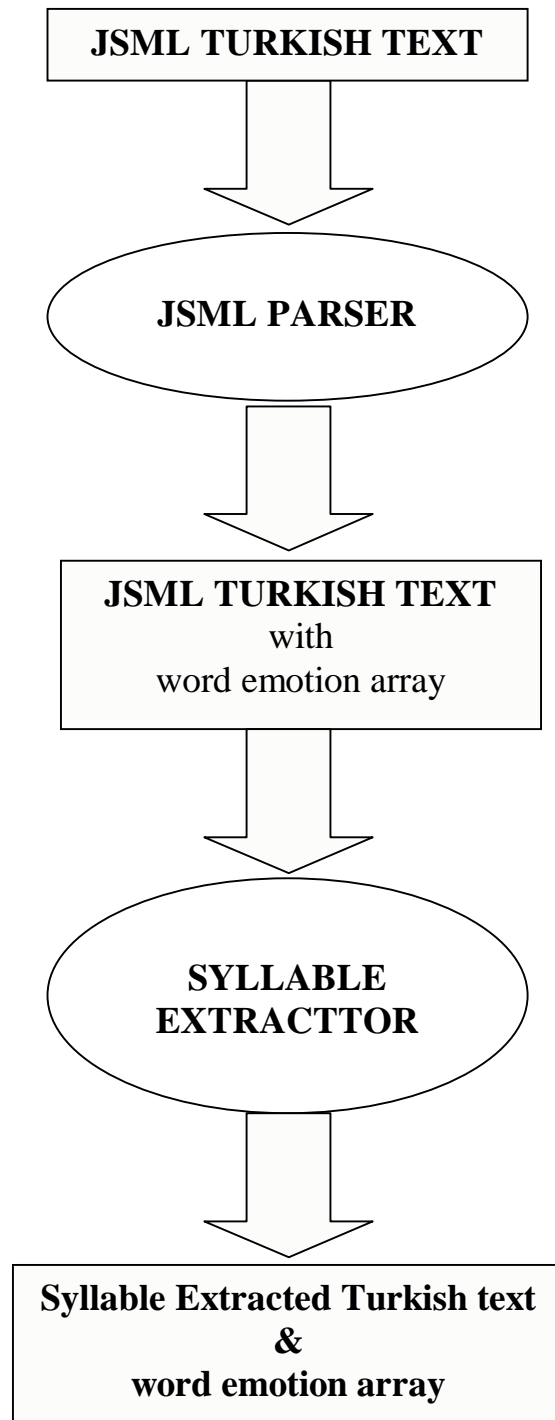 JSML TURKISH TEXT
JSML PARSER
JSML TURKISH TEXT
with
word emotion array
SYLLABLE
EXTRACTTOR
Syllable Extracted Turkish text
&
word emotion array